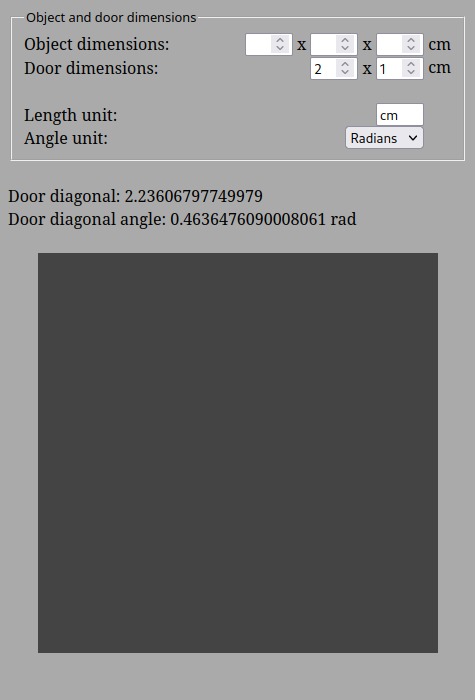 Object and door dimensions
Object dimensions: x x cm
Door dimensions: 2 x 1 cm
Length unit: cm
Angle unit: Radians
Door diagonal: 2.23606797749979
Door diagonal angle: 0.4636476090008061 rad